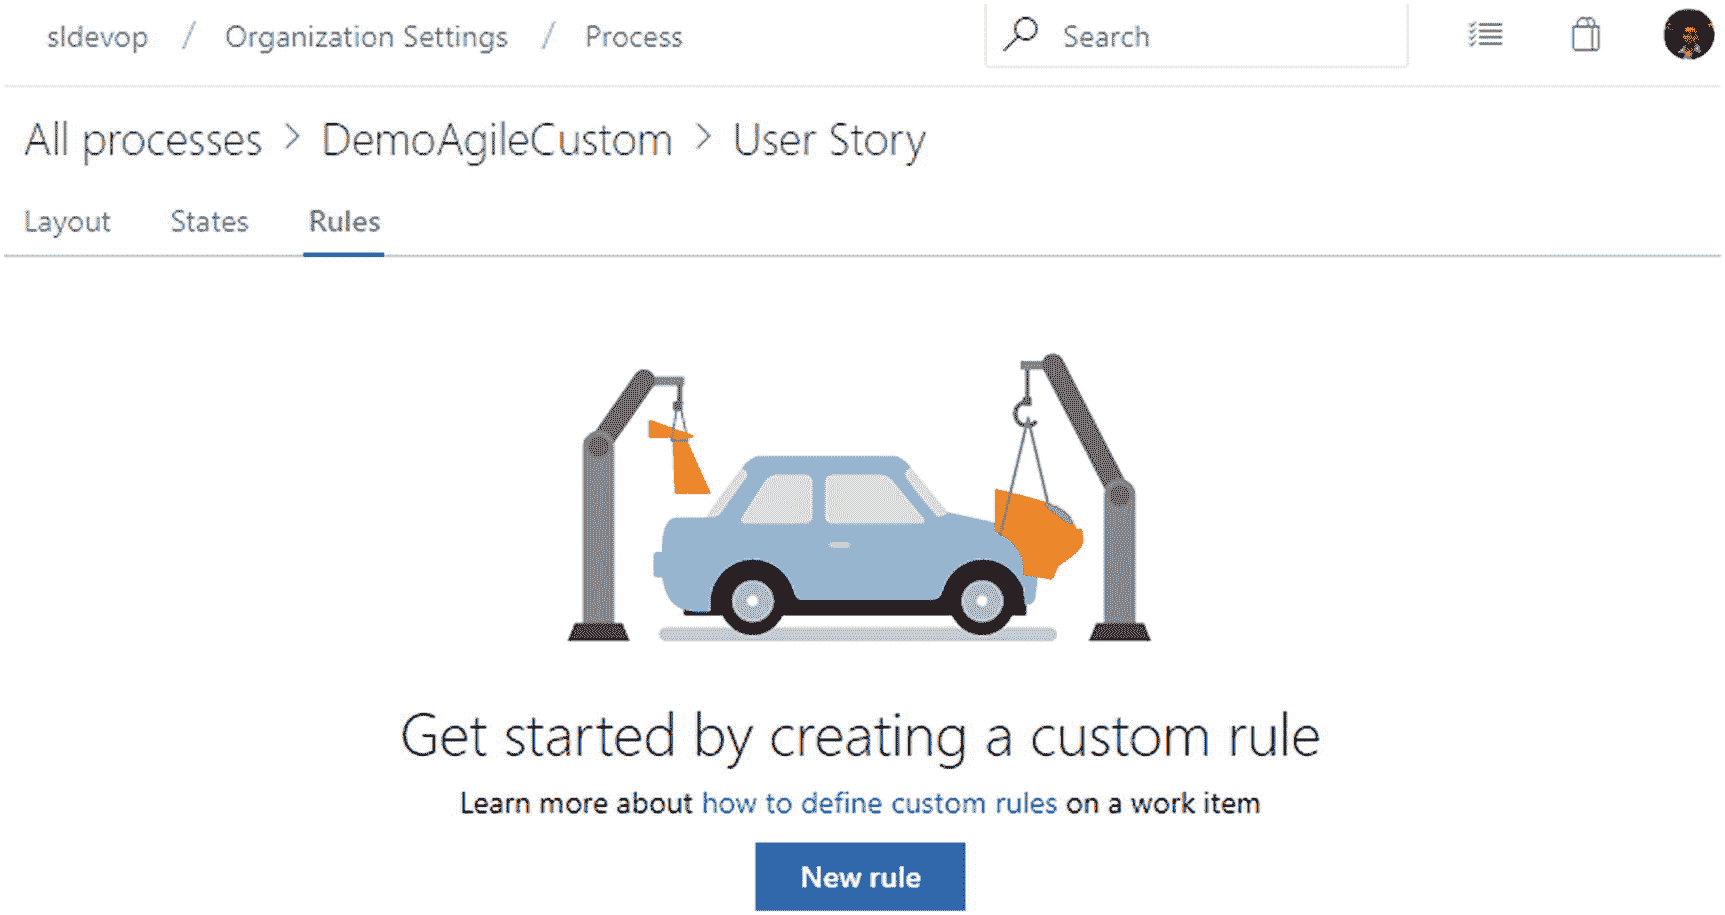 sldevop / Organization Settings / Process
Search
All processes > DemoAgileCustom > User Story
Layout States Rules
Get started by creating a custom rule
Learn more about how to define custom rules on a work item
New rule